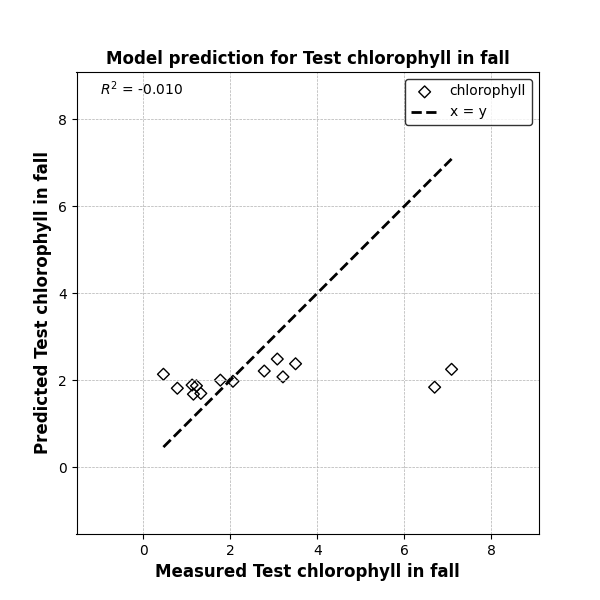 Model prediction for Test chlorophyll in fall
R² = -0.010
chlorophyll
x = y
Predicted Test chlorophyll in fall
8
6
4
2
0
0 2 4 6 8
Measured Test chlorophyll in fall